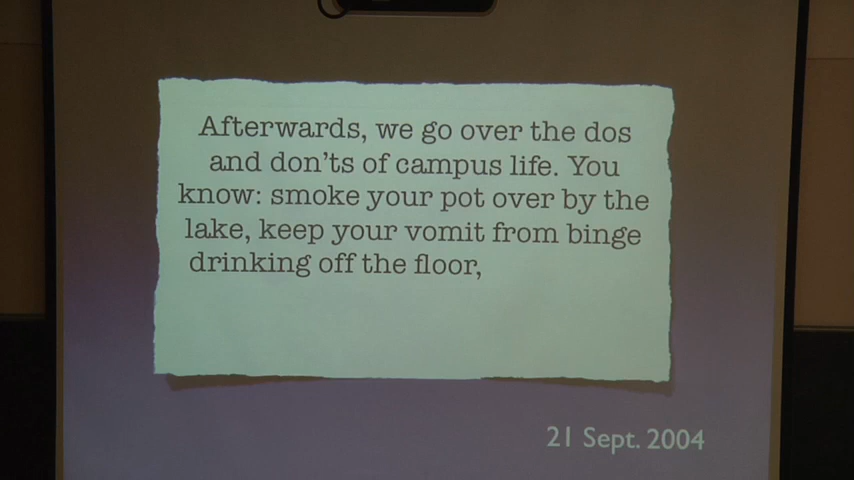 Afterwards, we go over the dos
and don'ts of campus life. You
know: smoke your pot over by the
lake, keep your vomit from binge
drinking off the floor,
21 Sept. 2004